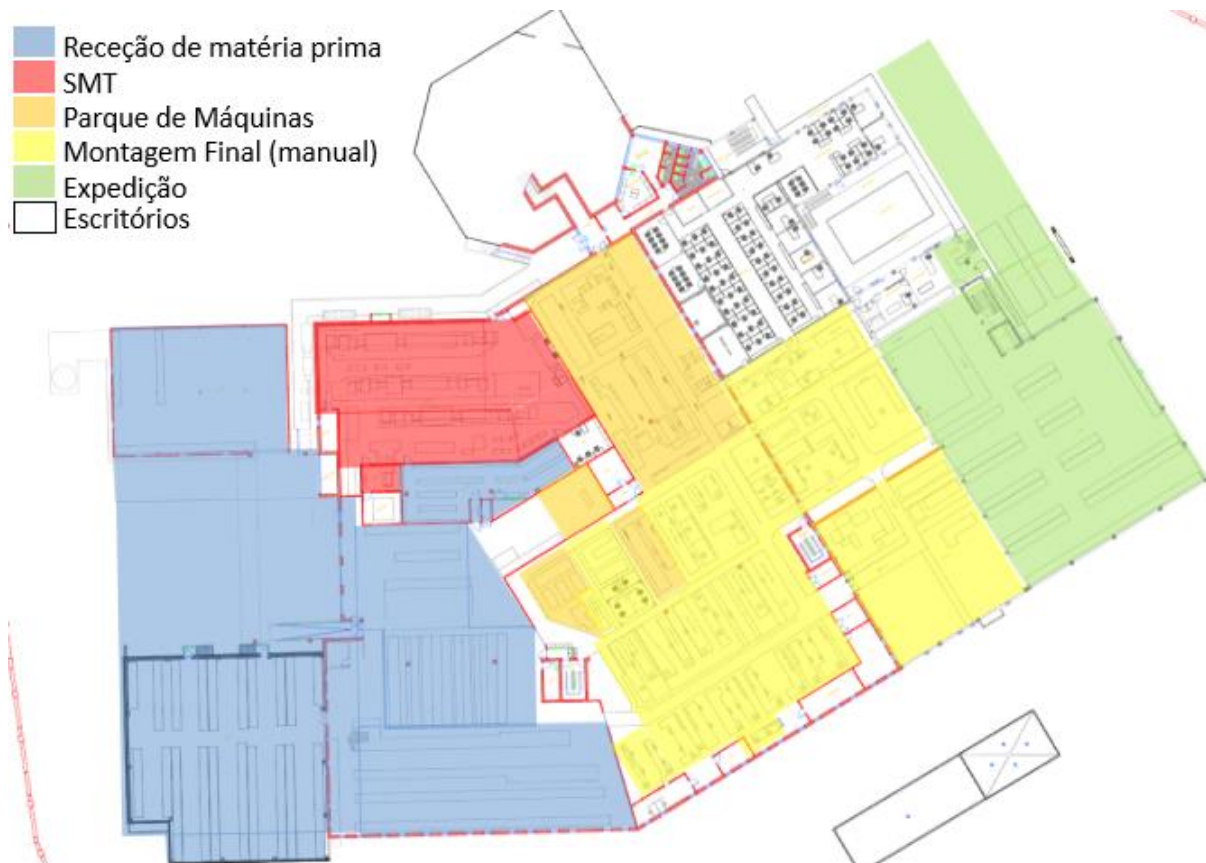 Receção de matéria prima
SMT
Parque de Máquinas
Montagem Final (manual)
Expedição
Escritórios